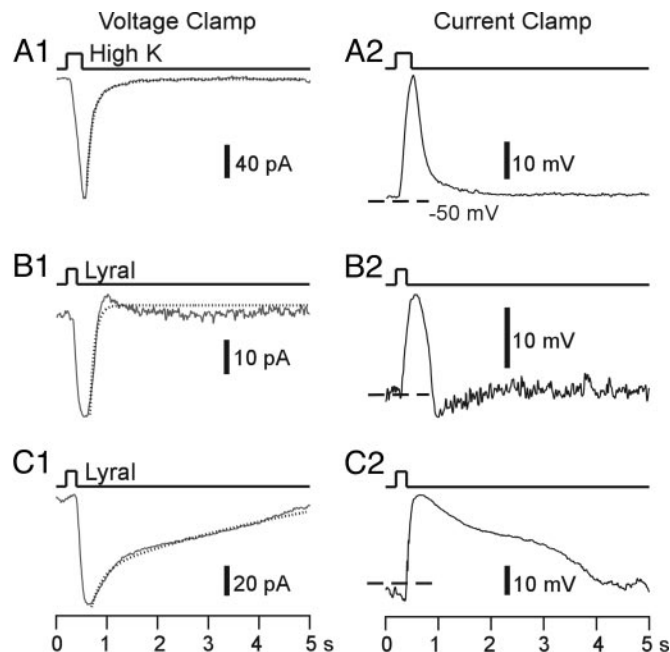 Voltage Clamp
Current Clamp
A1
High K
40 pA
A2
10 mV
-50 mV
B1
Lyral
10 pA
B2
10 mV
C1
Lyral
20 pA
C2
10 mV
0 1 2 3 4 5 s
0 1 2 3 4 5 s